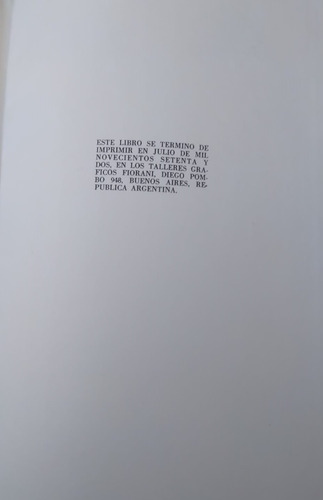 ESTE LIBRO SE TERMINO DE
IMPRIMIR EN JULIO DE MIL
NOVECIENTOS SETENTA Y
DOS, EN LOS TALLERES GRA-
FICOS FIORANI, DIEGO POM-
BO 948, BUENOS AIRES, RE-
PUBLICA ARGENTINA.